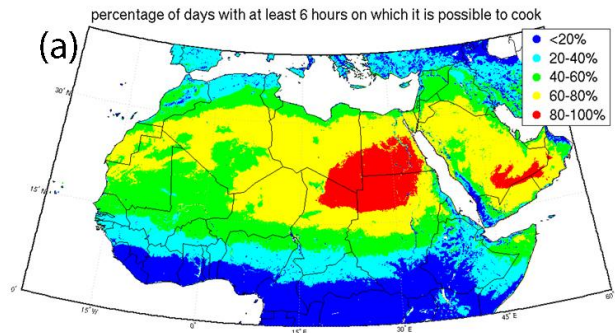 percentage of days with at least 6 hours on which it is possible to cook
(a)
<20%
20-40%
40-60%
60-80%
80-100%
30° N
15° N
0°
15° W
0°
15° E
30° E
45° E
60°